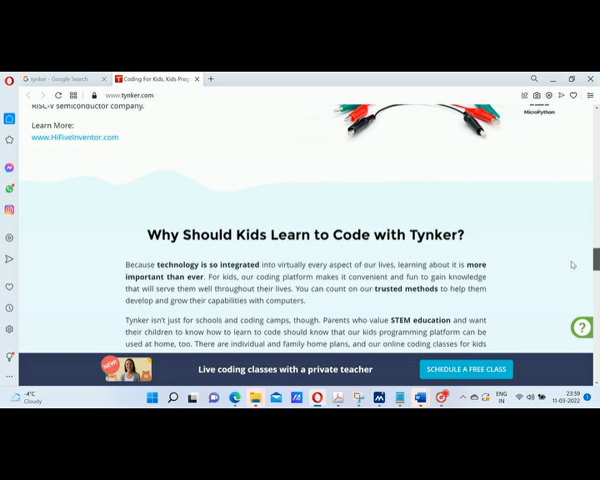 tynker - Google Search
Coding For Kids, Kids Prog
www.tynker.com
RISC-V semiconductor company.
MicroPython
Learn More:
www.HiFiveInventor.com
Why Should Kids Learn to Code with Tynker?
Because technology is so integrated into virtually every aspect of our lives, learning about it is more
important than ever. For kids, our coding platform makes it convenient and fun to gain knowledge
that will serve them well throughout their lives. You can count on our trusted methods to help them
develop and grow their capabilities with computers.
Tynker isn't just for schools and coding camps, though. Parents who value STEM education and want
their children to know how to learn to code should know that our kids programming platform can be
used at home, too. There are individual and family home plans, and our online coding classes for kids
NEW!
Live coding classes with a private teacher
SCHEDULE A FREE CLASS
-4°C
Cloudy
ENG
IN
23:59
11-03-2022